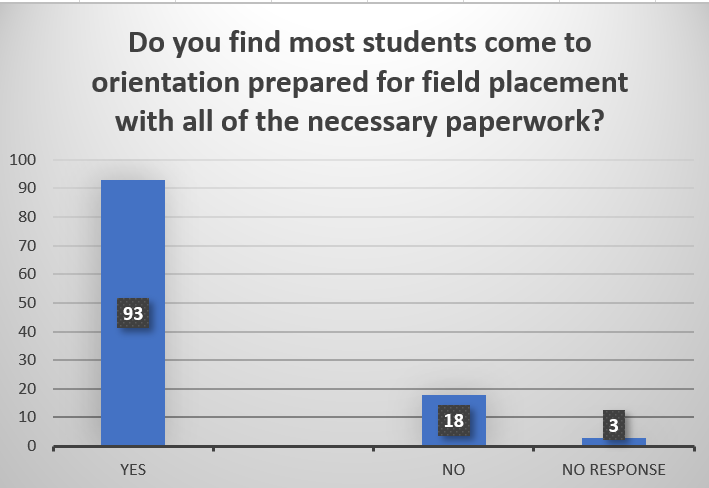 Do you find most students come to
orientation prepared for field placement
with all of the necessary paperwork?
100
90
80
70
60
50
40
30
20
10
0
93
18
3
YES
NO
NO RESPONSE